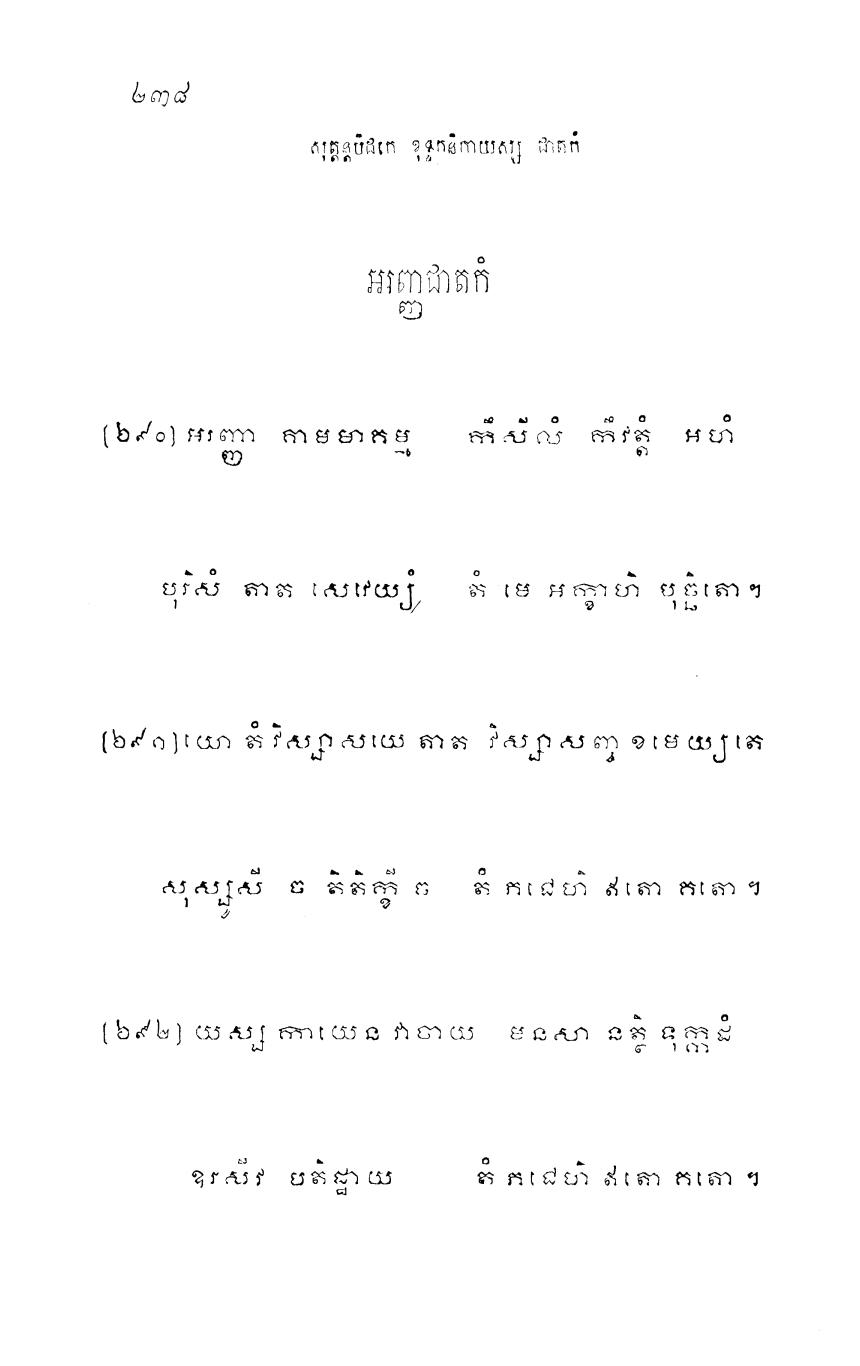 ២៣៨
សុត្តន្តបិដកេ ខុទ្ទកនិកាយស្ស ជាតកំ
អរញ្ញជាតកំ
(៦៩០) អរញ្ញា គាមមាគម្ម កឹសីលំ កឹវត្តំ អហំ
បុរិសំ តាត សេវេយ្យំ តំ មេ អក្ខាហិ បុច្ឆិតោ។
(៦៩១) យោ តំវិស្សាសយេ តាត វិស្សាសញ្ច ខមេយ្យ តេ
សុស្សូសី ច តិតិក្ខី ច តំ ភជេហិ ឥតោ គតោ។
(៦៩២) យស្ស កាយេន វាចាយ មនសា នត្ថិ ទុក្កដំ
ឧរសីវ បតិដ្ឋាយ តំ ភជេហិ ឥតោ គតោ។